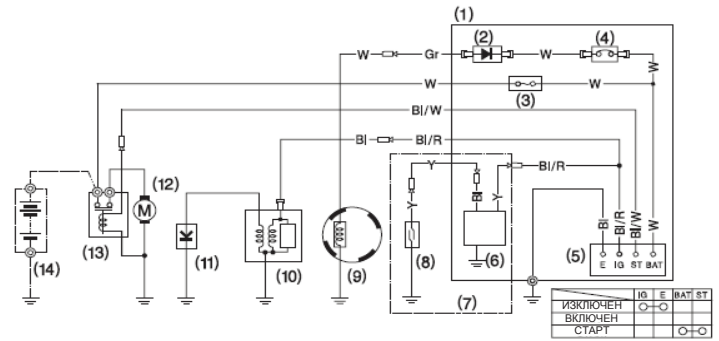 (1)
(2)
(4)
W
Gr
W
W
W
W
(3)
W
Bl/W
Bl
Bl/R
Y
Bl/R
Bl
Y
Y
Bl
Bl/R
Bl/W
W
(12)
M
(13)
(14)
K
(11)
(10)
(9)
(8)
(6)
(7)
(5)
E IG ST BAT
IG E BAT ST
ИЗКЛЮЧЕН
ВКЛЮЧЕН
СТАРТ